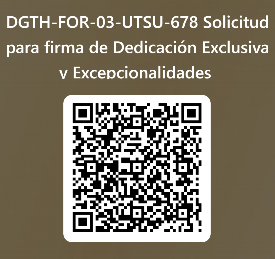 DGTH-FOR-03-UTSU-678 Solicitud
para firma de Dedicación Exclusiva
y Excepcionalidades